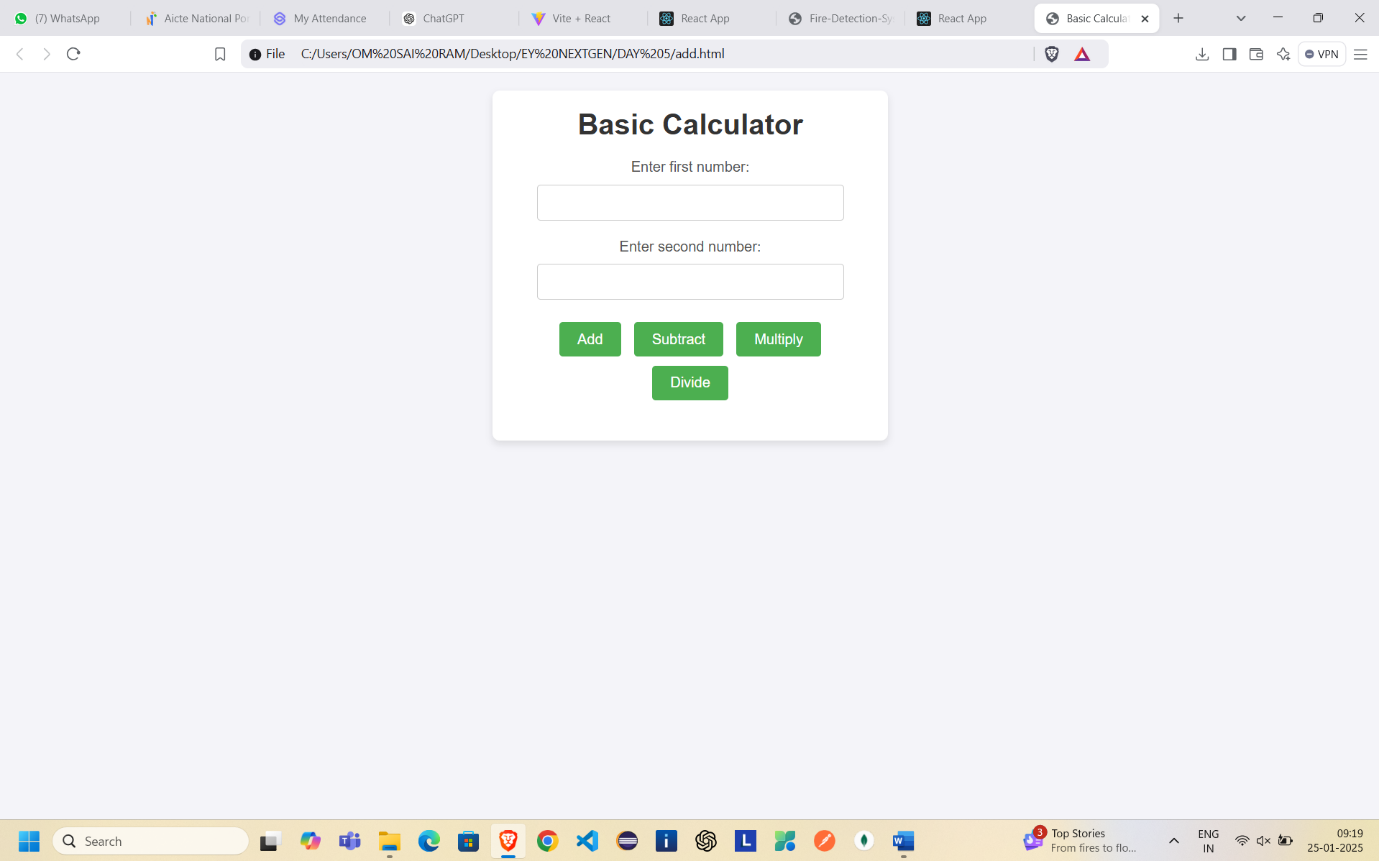 (7) WhatsApp
Aicte National Por
My Attendance
ChatGPT
Vite + React
React App
Fire-Detection-Sy
React App
Basic Calcula
File C:/Users/OM%20SAI%20RAM/Desktop/EY%20NEXTGEN/DAY%205/add.html
VPN
Basic Calculator
Enter first number:
Enter second number:
Add Subtract Multiply
Divide
Search
3
Top Stories
From fires to flo...
ENG
IN
09:19
25-01-2025